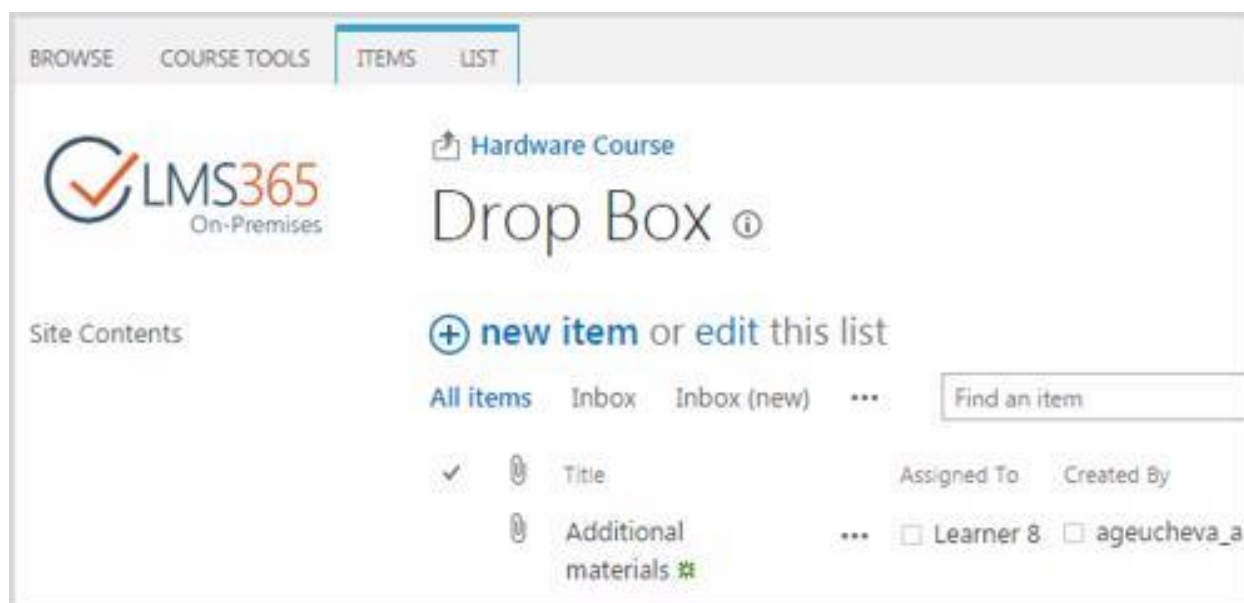 BROWSE COURSE TOOLS ITEMS LIST
LMS365
On-Premises
Hardware Course
Drop Box
Site Contents
new item or edit this list
All items Inbox Inbox (new) ••• Find an item
Title Assigned To Created By
Additional ••• Learner 8 ageucheva_a
materials